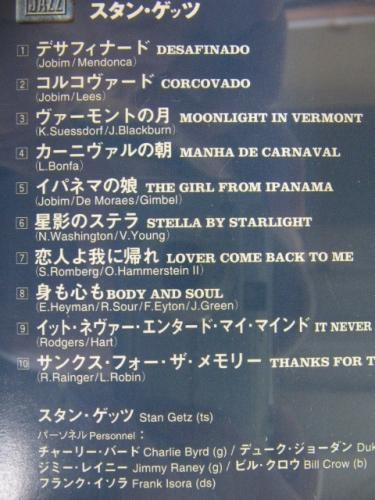 JAZZ
スタン・ゲッツ
1 デサフィナード DESAFINADO
(Jobim/Mendonca)
2 コルコヴァード CORCOVADO
(Jobim/Lees)
3 ヴァーモントの月 MOONLIGHT IN VERMONT
(K.Suessdorf/J.Blackburn)
4 カーニヴァルの朝 MANHA DE CARNAVAL
(L.Bonfa)
5 イパネマの娘 THE GIRL FROM IPANAMA
(Jobim/De Moraes/Gimbel)
6 星影のステラ STELLA BY STARLIGHT
(N.Washington/V.Young)
7 恋人よ我に帰れ LOVER COME BACK TO ME
(S.Romberg/O.Hammerstein II)
8 身も心も BODY AND SOUL
(E.Heyman/R.Sour/F.Eyton/J.Green)
9 イット・ネヴァー・エンタード・マイ・マインド IT NEVER
(Rodgers/Hart)
10 サンクス・フォー・ザ・メモリー THANKS FOR T
(R.Rainger/L.Robin)
スタン・ゲッツ Stan Getz (ts)
パーソネル Personnel :
チャーリー・バード Charlie Byrd (g) / デューク・ジョーダン Duk
ジミー・レイニー Jimmy Raney (g) / ビル・クロウ Bill Crow (b)
フランク・イソラ Frank Isora (ds)